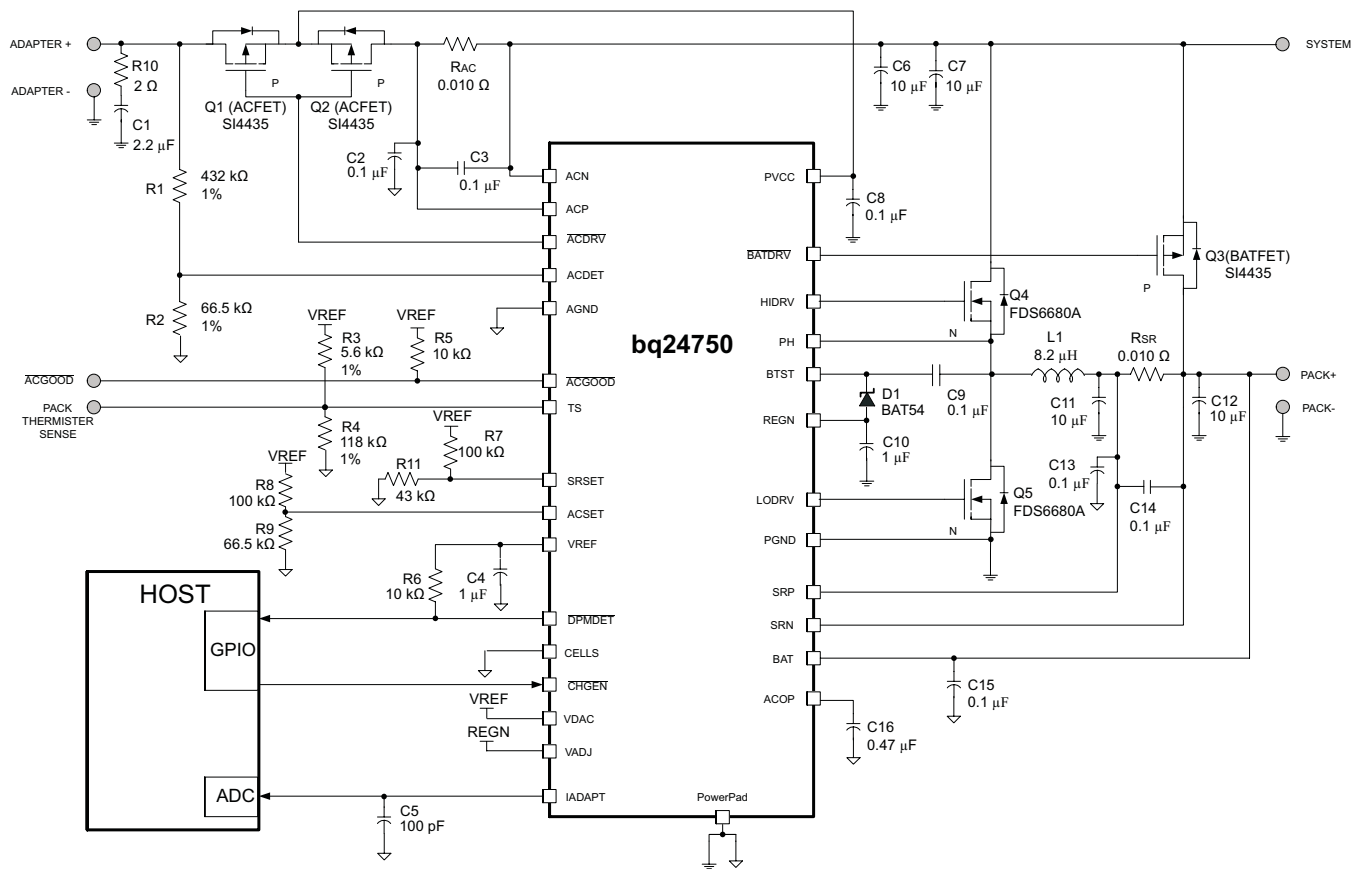 ADAPTER +
ADAPTER -
R10
2 Ω
C1
2.2 μF
P
Q1 (ACFET)
SI4435
P
Q2 (ACFET)
SI4435
RAC
0.010 Ω
C6
10 μF
C7
10 μF
SYSTEM
R1
432 kΩ
1%
R2
66.5 kΩ
1%
C2
0.1 μF
C3
0.1 μF
C8
0.1 μF
P
Q3(BATFET)
SI4435
VREF
R3
5.6 kΩ
1%
VREF
R5
10 kΩ
ACGOOD
PACK
THERMISTER
SENSE
R4
118 kΩ
1%
VREF
R7
100 kΩ
R11
43 kΩ
VREF
R8
100 kΩ
R9
66.5 kΩ
R6
10 kΩ
C4
1 μF
HOST
GPIO
ADC
VREF
REGN
C5
100 pF
bq24750
ACN
ACP
ACDRV
ACDET
AGND
ACGOOD
TS
SRSET
ACSET
VREF
DPMDET
CELLS
CHGEN
VDAC
VADJ
IADAPT
PVCC
BATDRV
HIDRV
PH
BTST
REGN
LODRV
PGND
SRP
SRN
BAT
ACOP
PowerPad
N
Q4
FDS6680A
D1
BAT54
C9
0.1 μF
C10
1 μF
L1
8.2 μH
RSR
0.010 Ω
C11
10 μF
C12
10 μF
PACK+
PACK-
N
Q5
FDS6680A
C13
0.1 μF
C14
0.1 μF
C15
0.1 μF
C16
0.47 μF